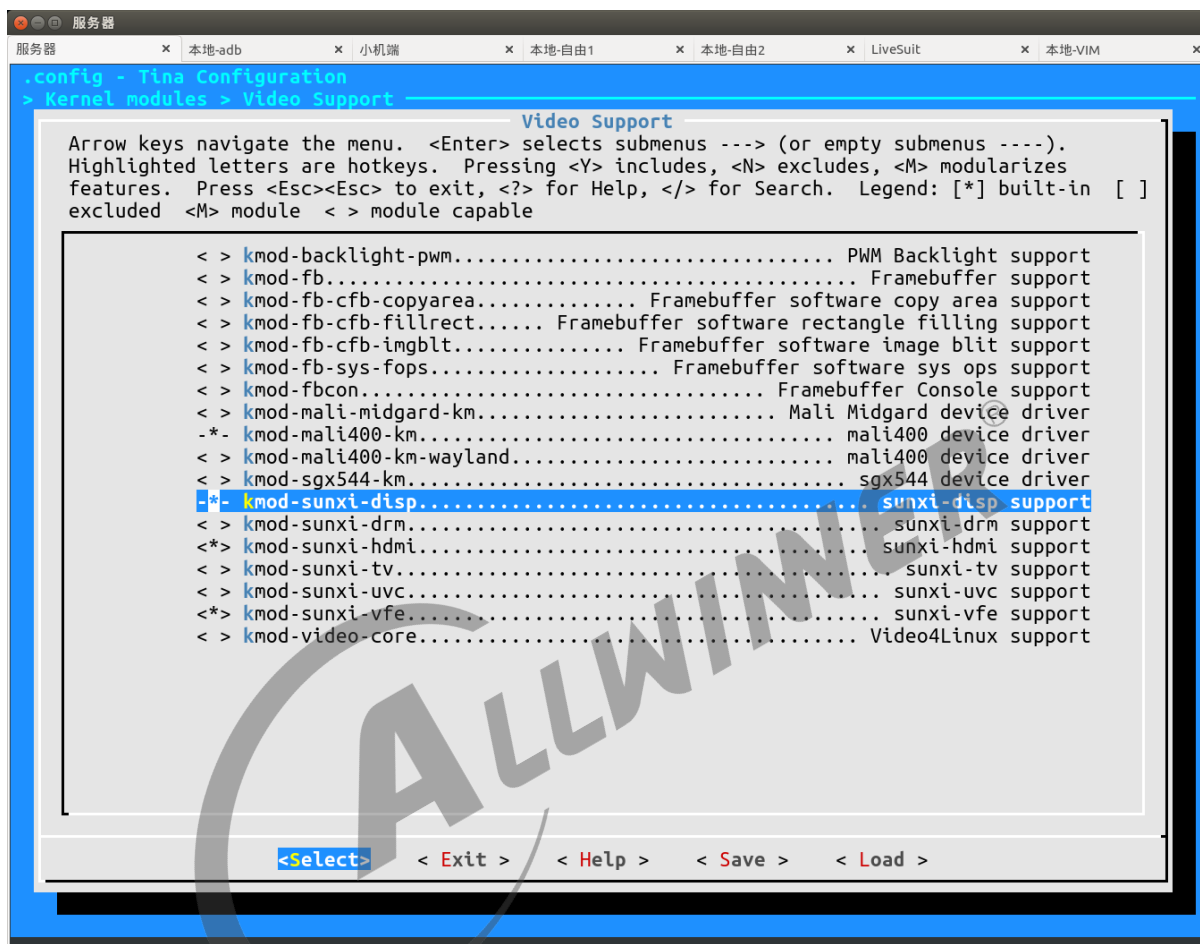 服务器
服务器 × 本地-adb × 小机端 × 本地-自由1 × 本地-自由2 × LiveSuit × 本地-VIM ×
.config - Tina Configuration
> Kernel modules > Video Support
Video Support
Arrow keys navigate the menu.  <Enter> selects submenus ---> (or empty submenus ----).
Highlighted letters are hotkeys.  Pressing <Y> includes, <N> excludes, <M> modularizes
features.  Press <Esc><Esc> to exit, <?> for Help, </> for Search.  Legend: [*] built-in  [ ]
excluded  <M> module  < > module capable
< > kmod-backlight-pwm................................. PWM Backlight support
< > kmod-fb.............................................. Framebuffer support
< > kmod-fb-cfb-copyarea.............. Framebuffer software copy area support
< > kmod-fb-cfb-fillrect...... Framebuffer software rectangle filling support
< > kmod-fb-cfb-imgblt............... Framebuffer software image blit support
< > kmod-fb-sys-fops.................... Framebuffer software sys ops support
< > kmod-fbcon................................... Framebuffer Console support
< > kmod-mali-midgard-km.......................... Mali Midgard device driver
-*- kmod-mali400-km.................................... mali400 device driver
< > kmod-mali400-km-wayland............................ mali400 device driver
< > kmod-sgx544-km...................................... sgx544 device driver
-*- kmod-sunxi-disp....................................... sunxi-disp support
< > kmod-sunxi-drm......................................... sunxi-drm support
<*> kmod-sunxi-hdmi....................................... sunxi-hdmi support
< > kmod-sunxi-tv........................................... sunxi-tv support
< > kmod-sunxi-uvc......................................... sunxi-uvc support
<*> kmod-sunxi-vfe......................................... sunxi-vfe support
< > kmod-video-core...................................... Video4Linux support
ALLWINNER®
<Select>    < Exit >    < Help >    < Save >    < Load >